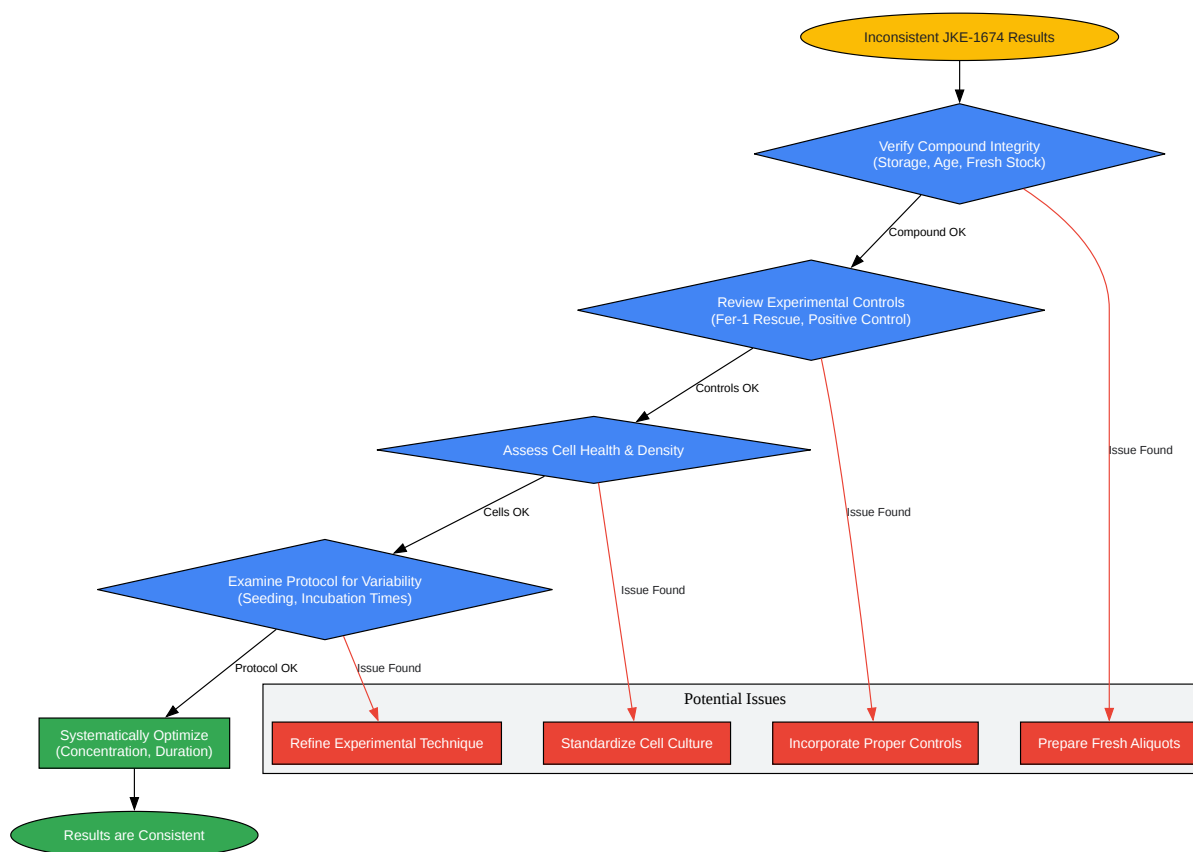 Inconsistent JKE-1674 Results
Verify Compound Integrity
(Storage, Age, Fresh Stock)
Compound OK
Review Experimental Controls
(Fer-1 Rescue, Positive Control)
Controls OK
Issue Found
Assess Cell Health & Density
Cells OK
Issue Found
Issue Found
Examine Protocol for Variability
(Seeding, Incubation Times)
Protocol OK
Issue Found
Potential Issues
Systematically Optimize
(Concentration, Duration)
Refine Experimental Technique
Standardize Cell Culture
Incorporate Proper Controls
Prepare Fresh Aliquots
Results are Consistent